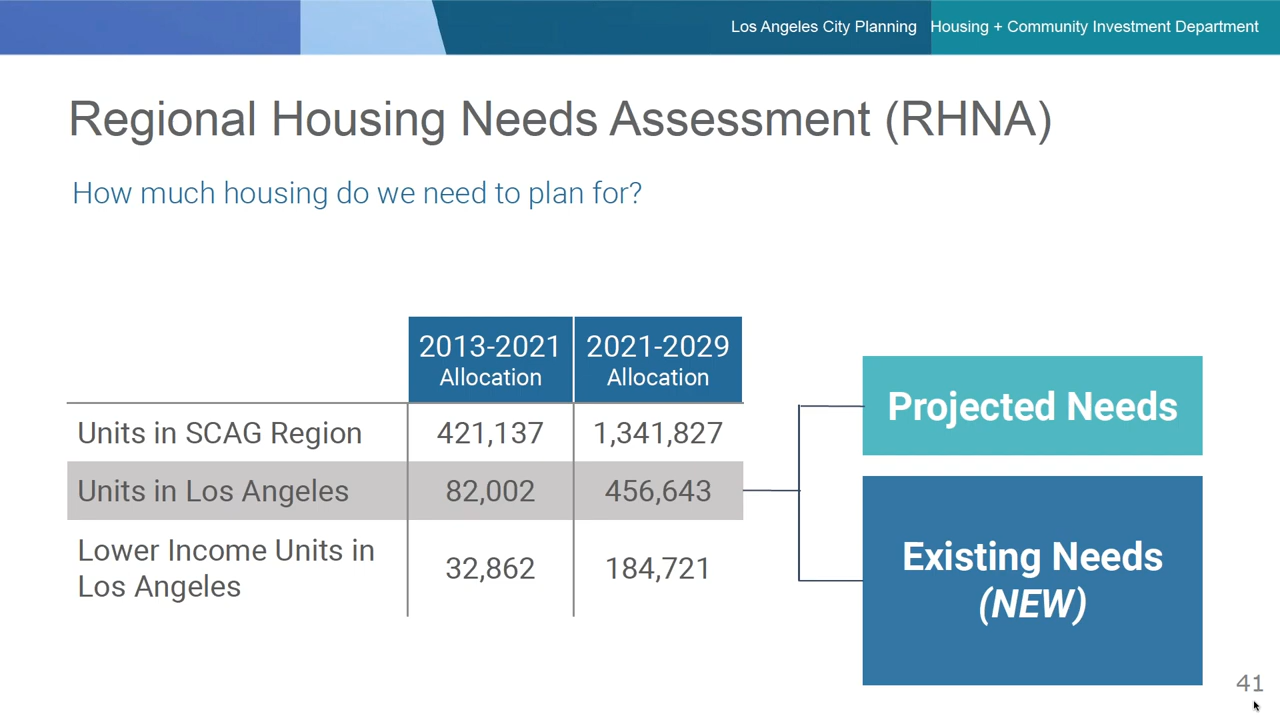 Los Angeles City Planning Housing + Community Investment Department
Regional Housing Needs Assessment (RHNA)
How much housing do we need to plan for?
2013-2021 2021-2029
Allocation Allocation
Units in SCAG Region 421,137 1,341,827
Units in Los Angeles 82,002 456,643
Lower Income Units in
Los Angeles 32,862 184,721
Projected Needs
Existing Needs
(NEW)
41